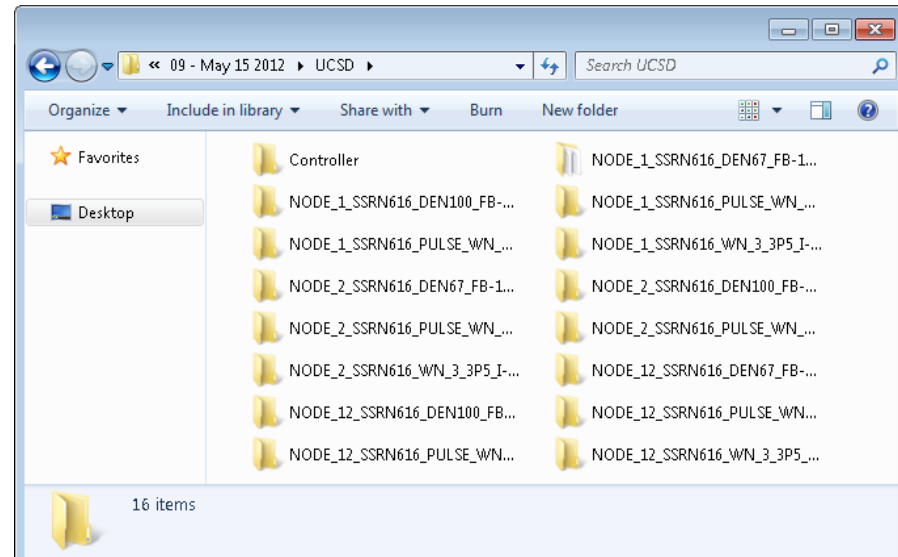 « 09 - May 15 2012 ▸ UCSD ▸ Search UCSD
Organize Include in library Share with Burn New folder
Favorites
Desktop
Controller NODE_1_SSRN616_DEN67_FB-1...
NODE_1_SSRN616_DEN100_FB-... NODE_1_SSRN616_PULSE_WN_...
NODE_1_SSRN616_PULSE_WN_... NODE_1_SSRN616_WN_3_3P5_I-...
NODE_2_SSRN616_DEN67_FB-1... NODE_2_SSRN616_DEN100_FB-...
NODE_2_SSRN616_PULSE_WN_... NODE_2_SSRN616_PULSE_WN_...
NODE_2_SSRN616_WN_3_3P5_I-... NODE_12_SSRN616_DEN67_FB-...
NODE_12_SSRN616_DEN100_FB... NODE_12_SSRN616_PULSE_WN...
NODE_12_SSRN616_PULSE_WN... NODE_12_SSRN616_WN_3_3P5_...
16 items